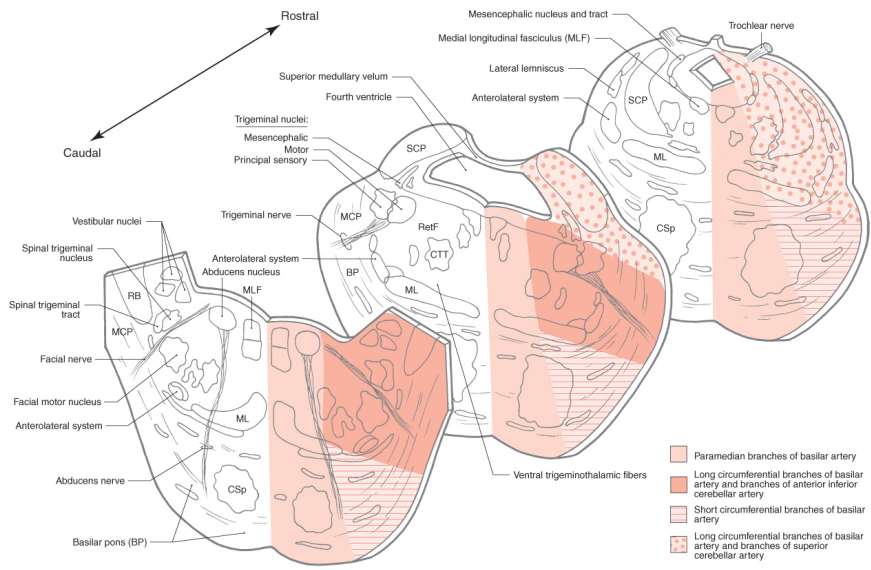 Rostral
Caudal
Mesencephalic nucleus and tract
Medial longitudinal fasciculus (MLF)
Trochlear nerve
Lateral lemniscus
Anterolateral system
SCP
ML
CSp
Superior medullary velum
Fourth ventricle
Trigeminal nuclei:
Mesencephalic
Motor
Principal sensory
SCP
MCP
Trigeminal nerve
RetF
CTT
Anterolateral system
BP
ML
Abducens nucleus
MLF
Vestibular nuclei
Spinal trigeminal
nucleus
RB
Spinal trigeminal
tract
MCP
Facial nerve
Facial motor nucleus
Anterolateral system
ML
Abducens nerve
CSp
Basilar pons (BP)
Ventral trigeminothalamic fibers
Paramedian branches of basilar artery
Long circumferential branches of basilar
artery and branches of anterior inferior
cerebellar artery
Short circumferential branches of basilar
artery
Long circumferential branches of basilar
artery and branches of superior
cerebellar artery